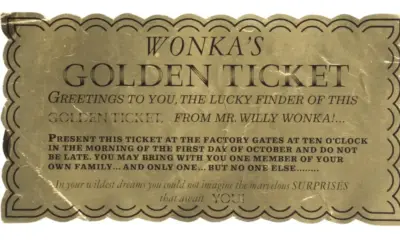 WONKA'S
GOLDEN TICKET
GREETINGS TO YOU, THE LUCKY FINDER OF THIS
GOLDEN TICKET, FROM MR. WILLY WONKA!...
PRESENT THIS TICKET AT THE FACTORY GATES AT TEN O'CLOCK
IN THE MORNING OF THE FIRST DAY OF OCTOBER AND DO NOT
BE LATE. YOU MAY BRING WITH YOU ONE MEMBER OF YOUR
OWN FAMILY... AND ONLY ONE... BUT NO ONE ELSE........
In your wildest dreams you could not imagine the marvelous SURPRISES
that await YOU!